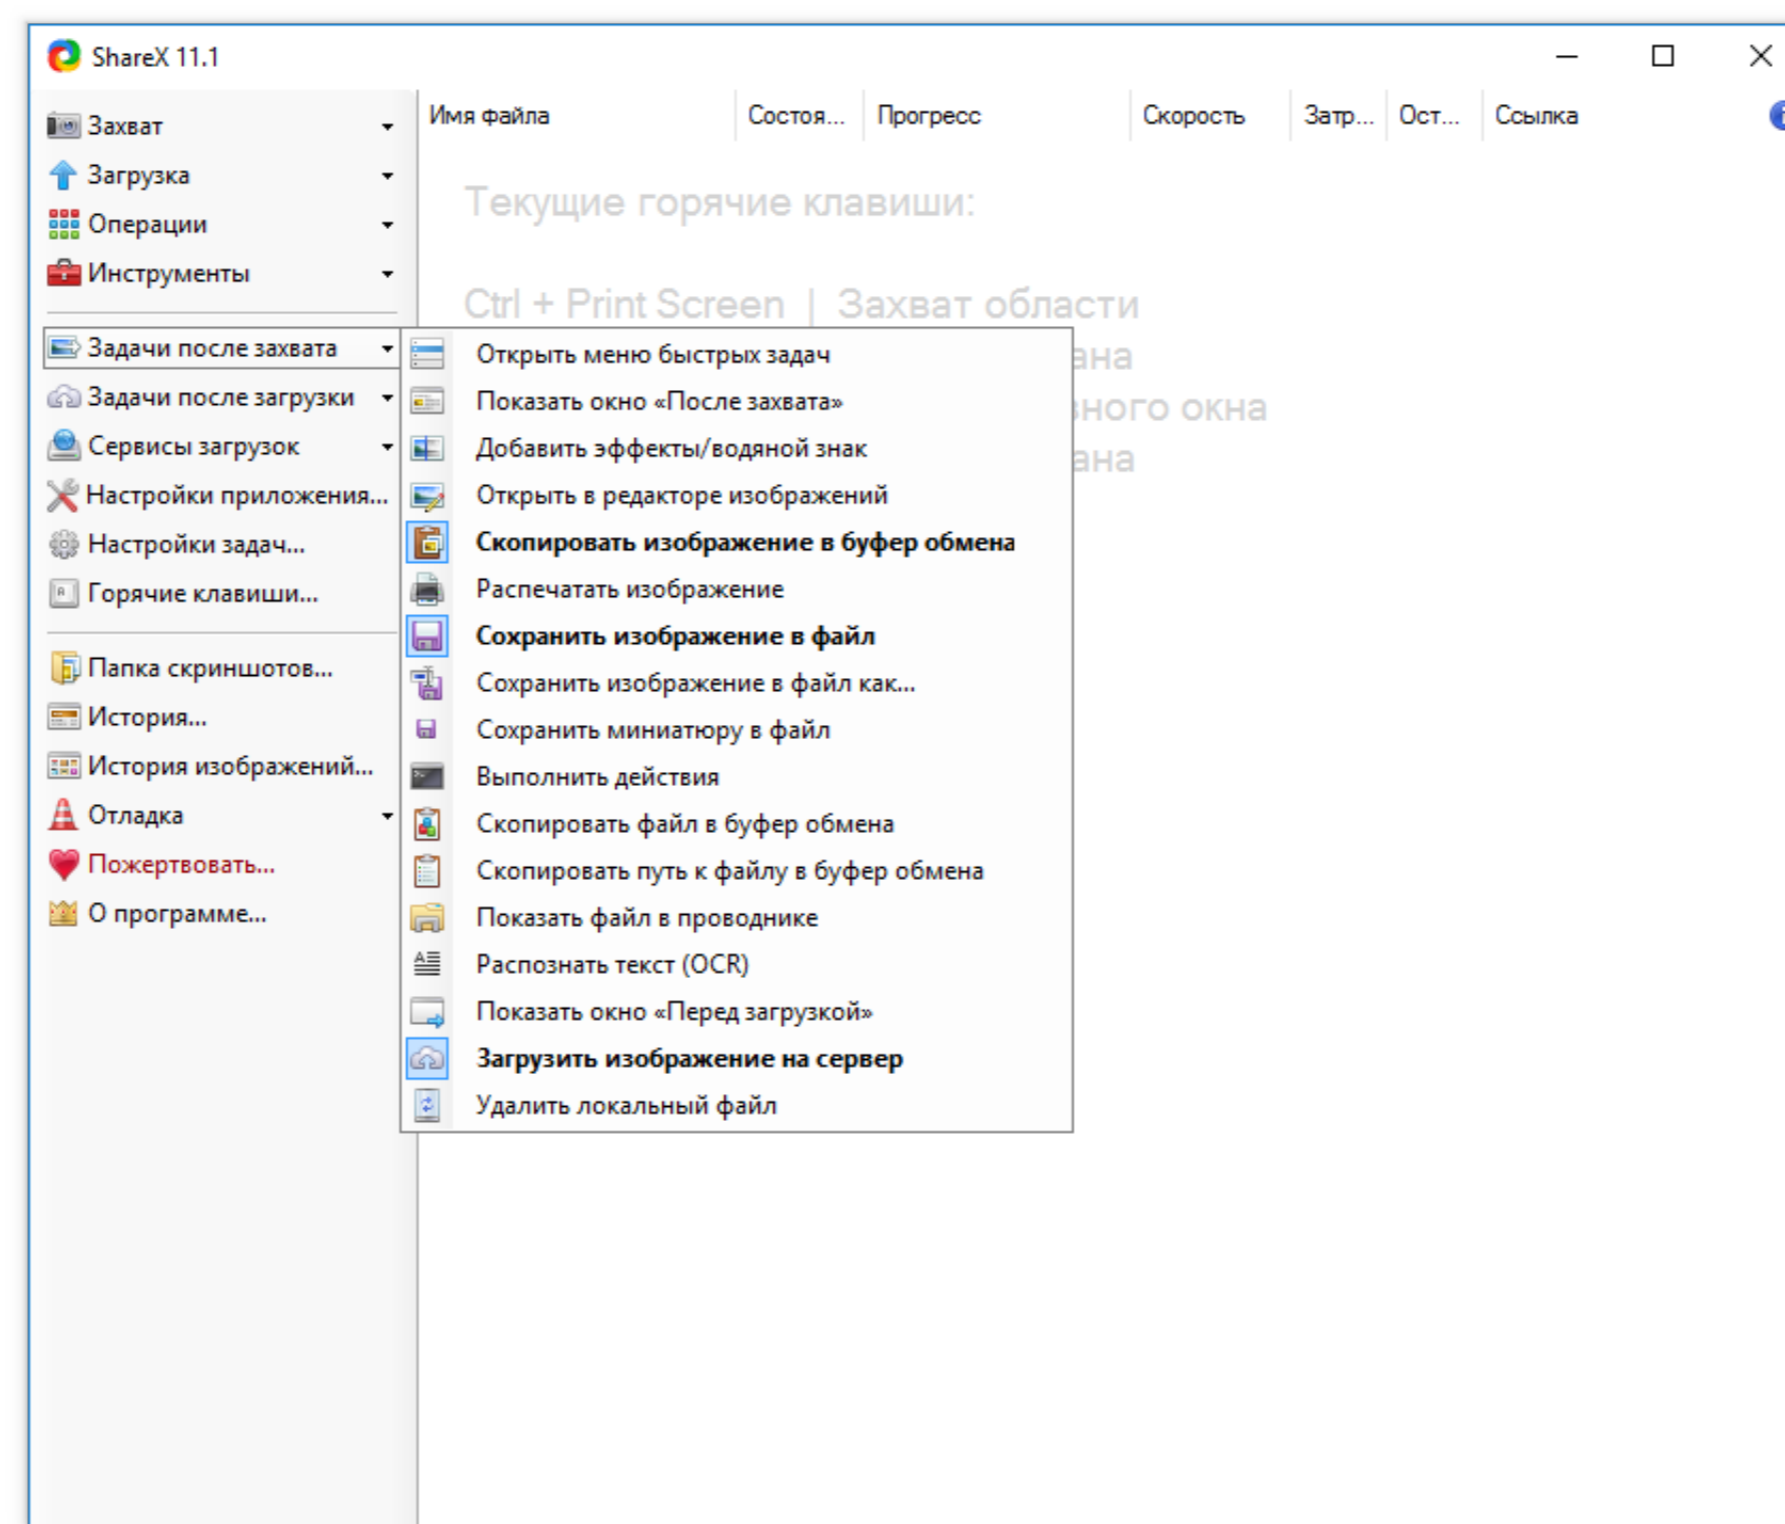 ShareX 11.1
Захват
Загрузка
Операции
Инструменты
Задачи после захвата
Задачи после загрузки
Сервисы загрузок
Настройки приложения...
Настройки задач...
Горячие клавиши...
Папка скриншотов...
История...
История изображений...
Отладка
Пожертвовать...
О программе...
Имя файла Состоя... Прогресс Скорость Затр... Ост... Ссылка
Текущие горячие клавиши:
Ctrl + Print Screen | Захват области
Открыть меню быстрых задач
Показать окно «После захвата»
Добавить эффекты/водяной знак
Открыть в редакторе изображений
Скопировать изображение в буфер обмена
Распечатать изображение
Сохранить изображение в файл
Сохранить изображение в файл как...
Сохранить миниатюру в файл
Выполнить действия
Скопировать файл в буфер обмена
Скопировать путь к файлу в буфер обмена
Показать файл в проводнике
Распознать текст (OCR)
Показать окно «Перед загрузкой»
Загрузить изображение на сервер
Удалить локальный файл
окна